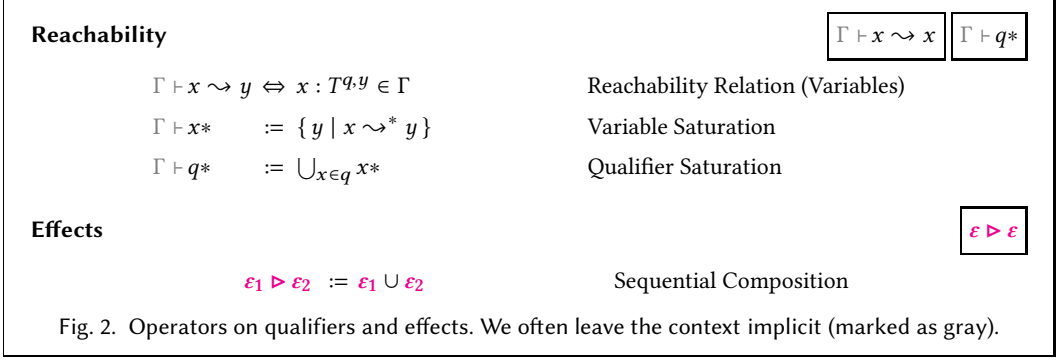 Reachability Γ ⊢ x ⤳ x Γ ⊢ q∗
Γ ⊢ x ⤳ y ⇔ x : T^{q,y} ∈ Γ Reachability Relation (Variables)
Γ ⊢ x∗ := { y | x ⤳* y } Variable Saturation
Γ ⊢ q∗ := ⋃_{x∈q} x∗ Qualifier Saturation
Effects ε ▷ ε
ε₁ ▷ ε₂ := ε₁ ∪ ε₂ Sequential Composition
Fig. 2. Operators on qualifiers and effects. We often leave the context implicit (marked as gray).